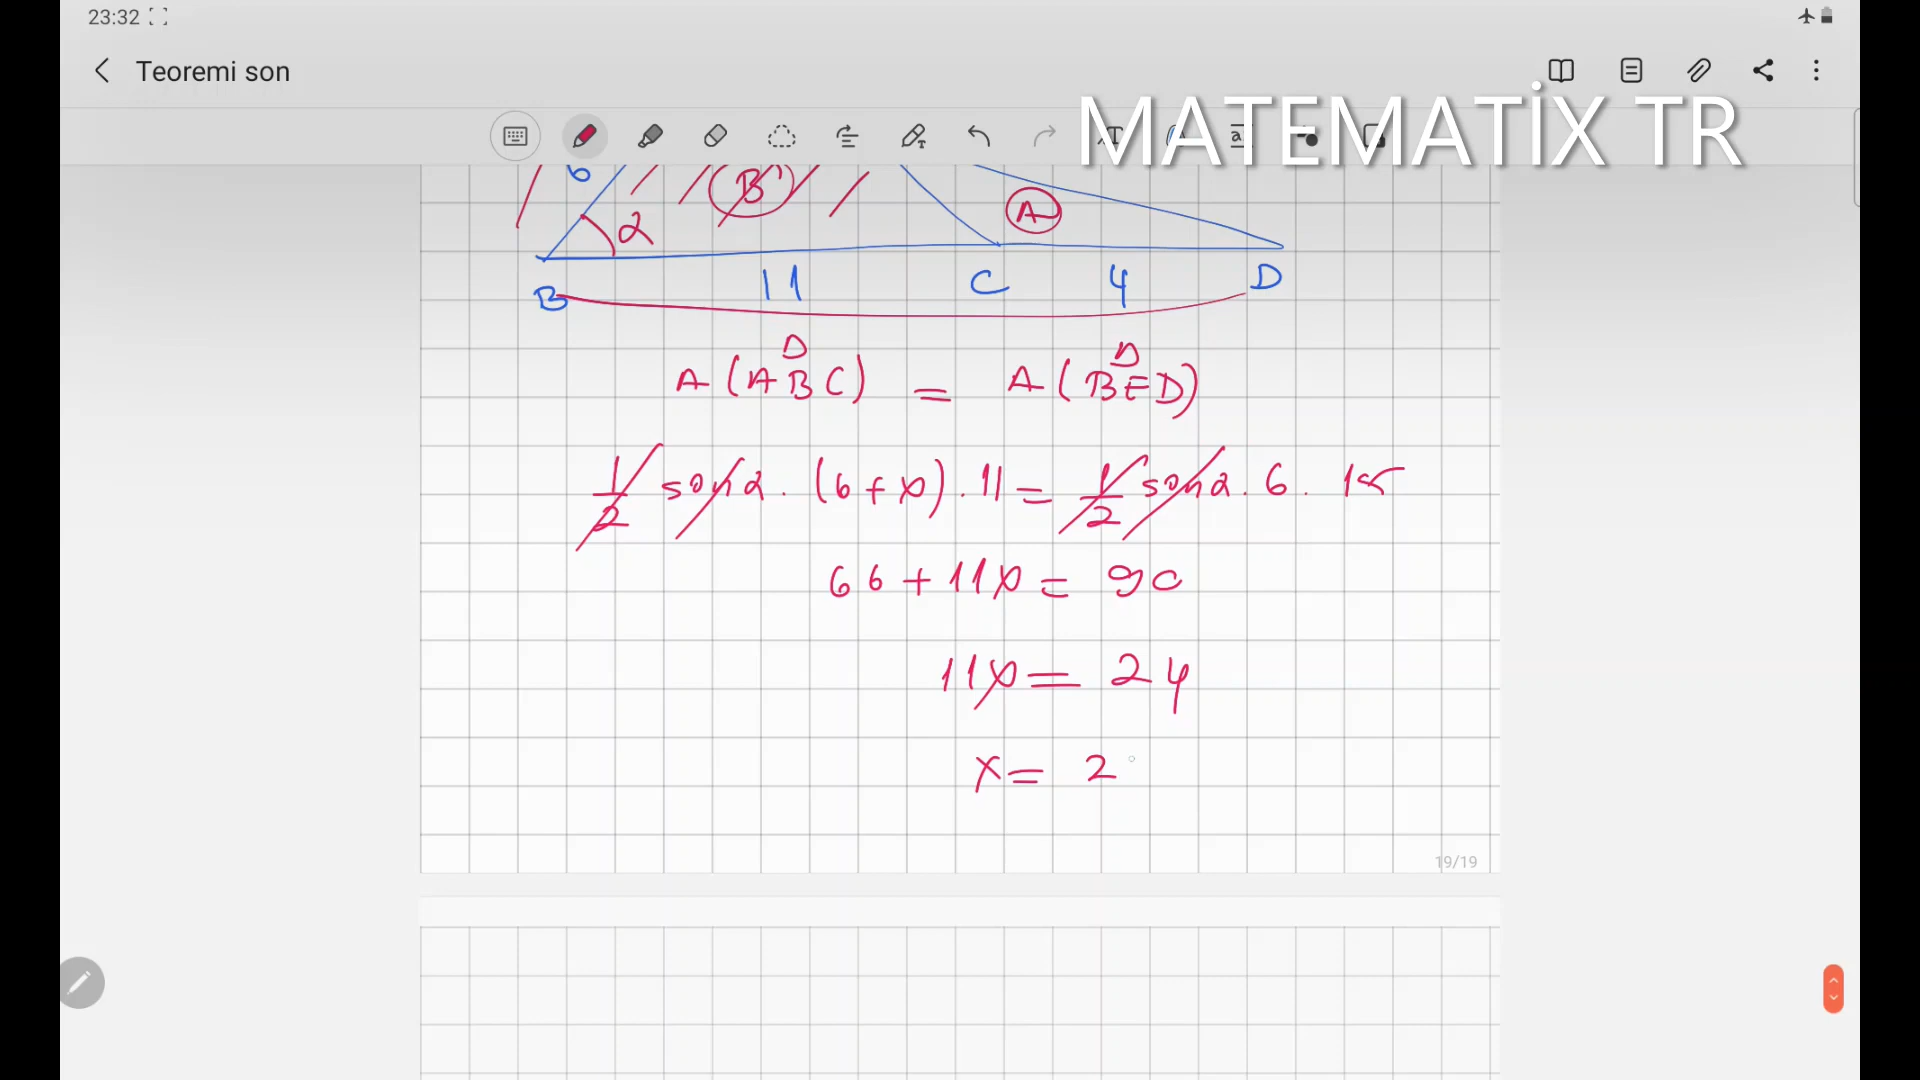 23:32
Teoremi son
MATEMATİX TR
6 B A
α
B 11 C 4 D
A(ABC) = A(BED)
1/2 sinα . (6+x) . 11 = 1/2 sinα . 6 . 15
66 + 11x = 90
11x = 24
x = 2
19/19